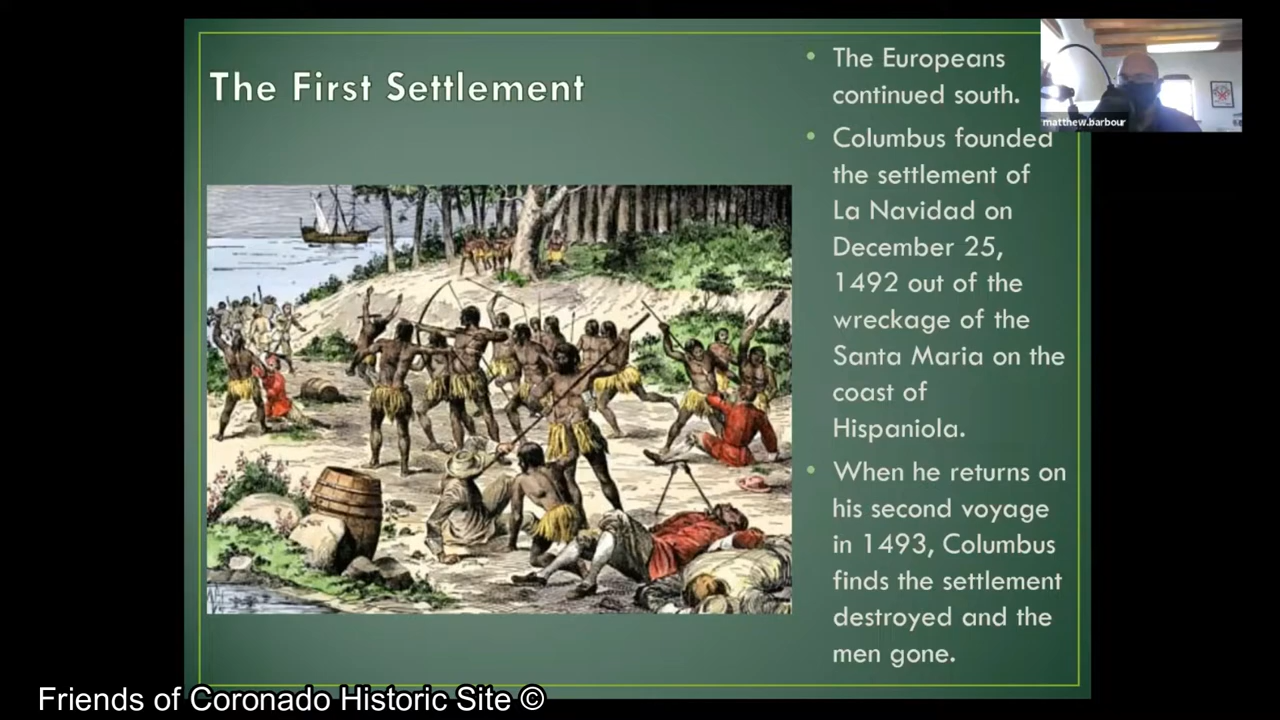 The First Settlement
The Europeans
continued south.
Columbus founded
the settlement of
La Navidad on
December 25,
1492 out of the
wreckage of the
Santa Maria on the
coast of
Hispaniola.
When he returns on
his second voyage
in 1493, Columbus
finds the settlement
destroyed and the
men gone.
matthew.barbour
Friends of Coronado Historic Site ©